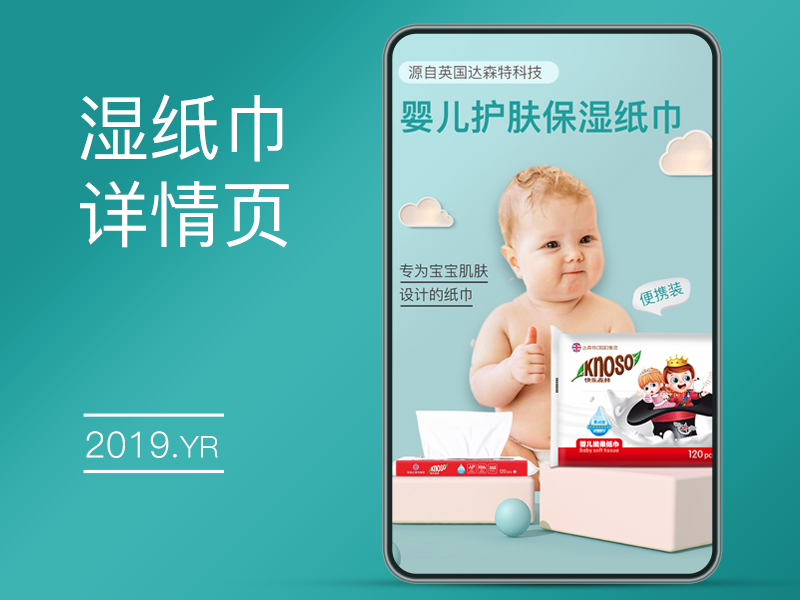 湿纸巾
详情页
2019.YR
源自英国达森特科技
婴儿护肤保湿纸巾
专为宝宝肌肤
设计的纸巾
便携装
KNOSO
快乐森林
婴儿嫩柔纸巾
Baby soft tissue
120 pc
KNOSO